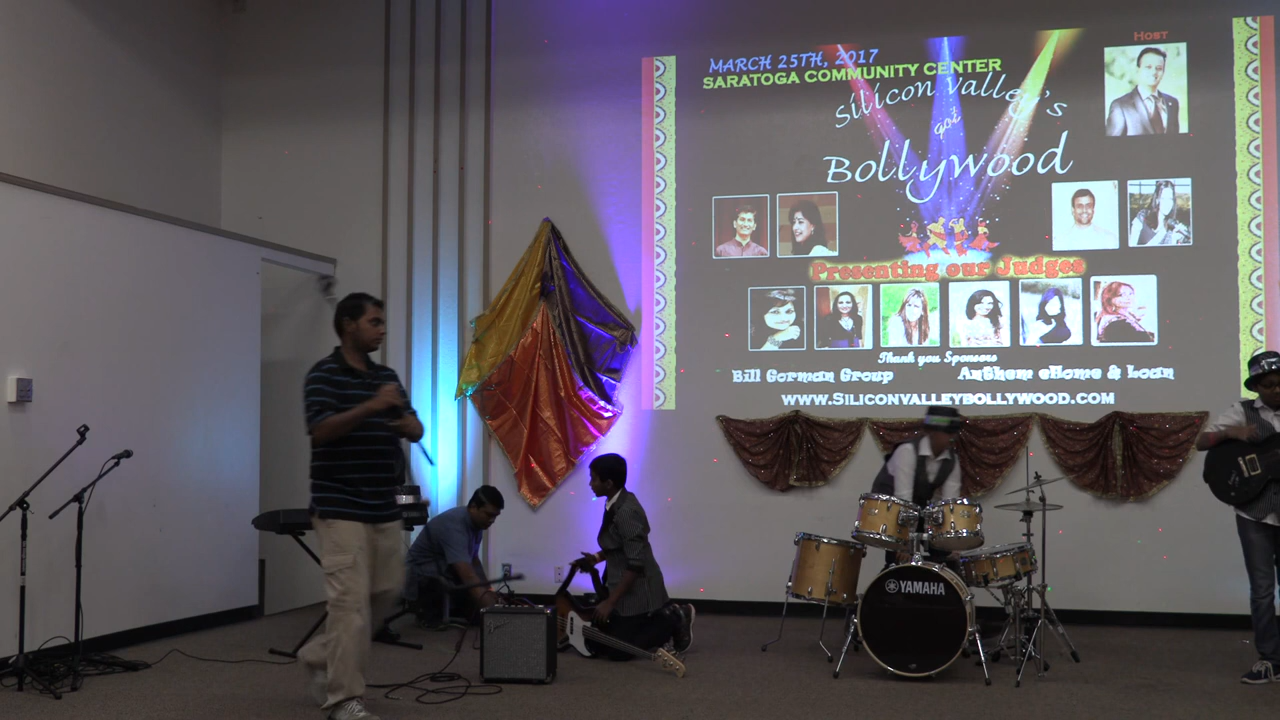 MARCH 25TH, 2017
SARATOGA COMMUNITY CENTER
HOST
Silicon Valley's
got
Bollywood
Presenting our Judges
Thank you Sponsors
Bill Gorman Group
Anthem eHome & Loan
WWW.SILICONVALLEYBOLLYWOOD.COM
YAMAHA
Fender